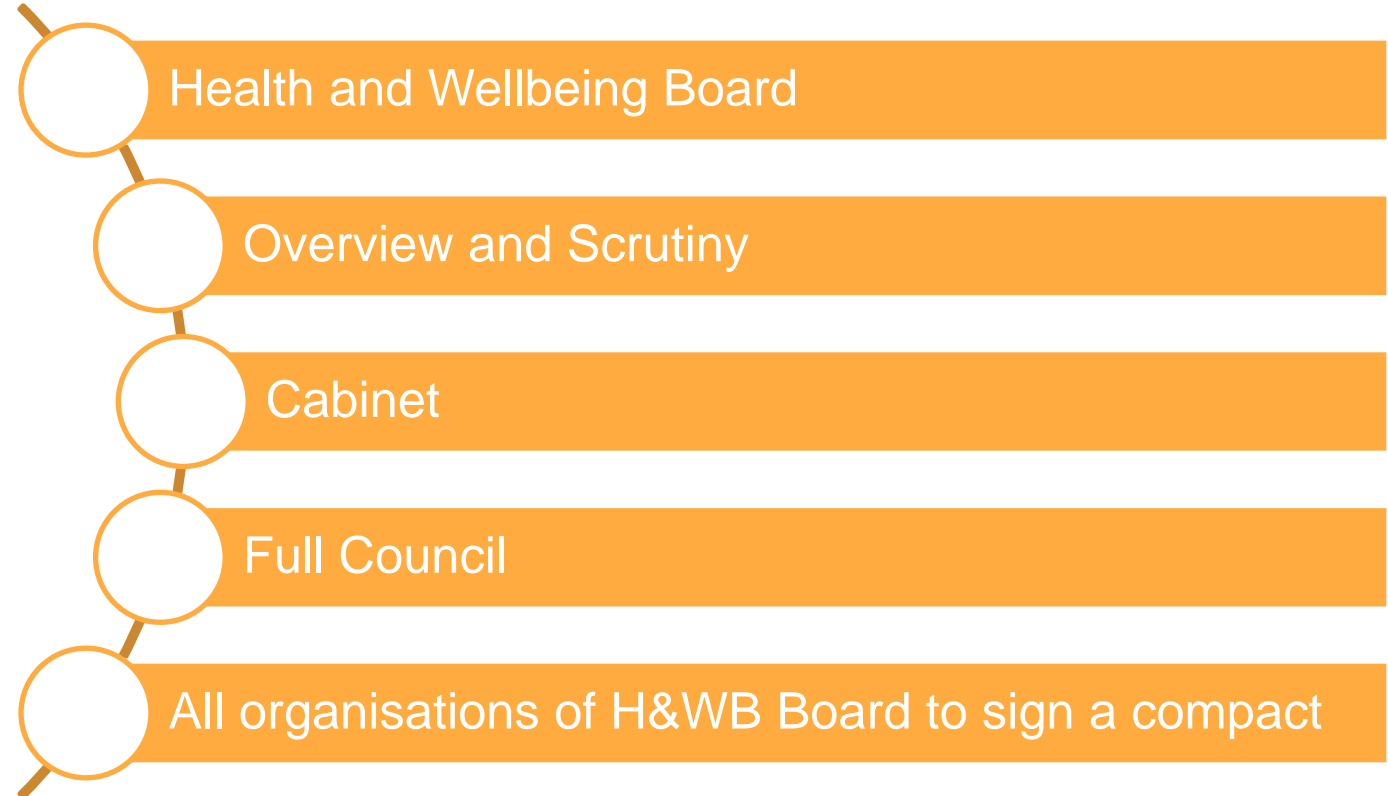 Health and Wellbeing Board
Overview and Scrutiny
Cabinet
Full Council
All organisations of H&WB Board to sign a compact